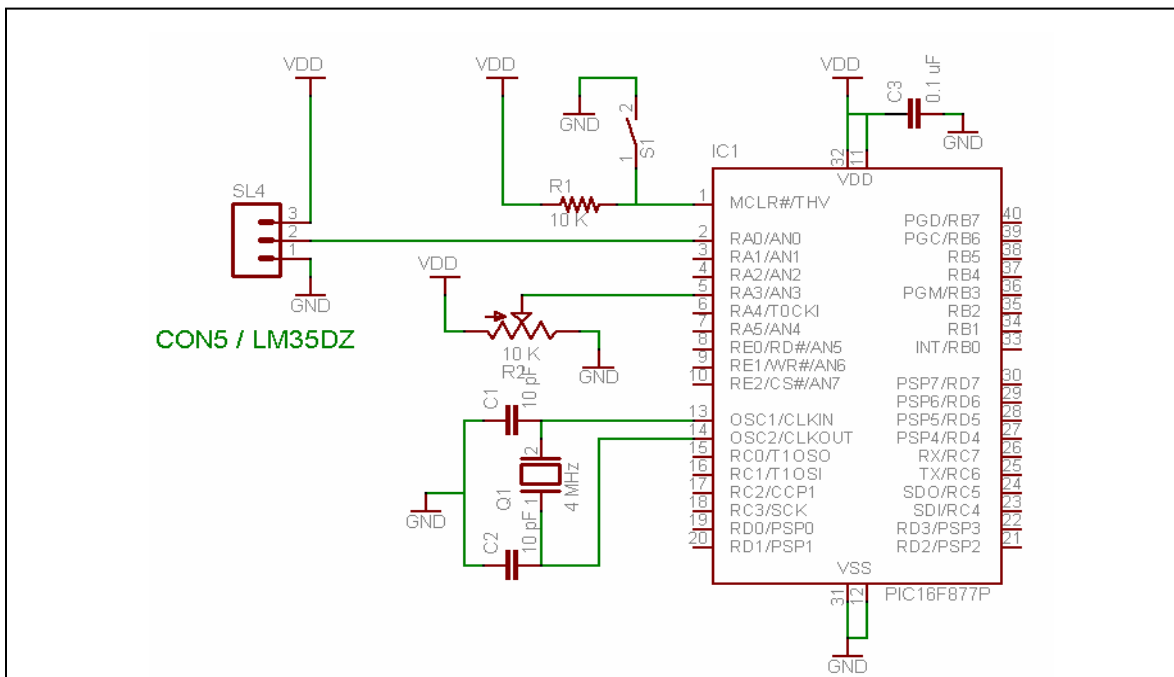 VDD
VDD
VDD
C3
0.1 uF
GND
GND
2
1
S1
32
11
VDD
IC1
SL4
3
2
1
GND
CON5 / LM35DZ
R1
10 K
VDD
10 K
R2
GND
1 MCLR#/THV
2 RA0/AN0
3 RA1/AN1
4 RA2/AN2
5 RA3/AN3
6 RA4/T0CKI
7 RA5/AN4
8 RE0/RD#/AN5
9 RE1/WR#/AN6
10 RE2/CS#/AN7
13 OSC1/CLKIN
14 OSC2/CLKOUT
15 RC0/T1OSO
16 RC1/T1OSI
17 RC2/CCP1
18 RC3/SCK
19 RD0/PSP0
20 RD1/PSP1
PGD/RB7 40
PGC/RB6 39
RB5 38
RB4 37
PGM/RB3 36
RB2 35
RB1 34
INT/RB0 33
PSP7/RD7 30
PSP6/RD6 29
PSP5/RD5 28
PSP4/RD4 27
RX/RC7 26
TX/RC6 25
SDO/RC5 24
SDI/RC4 23
RD3/PSP3 22
RD2/PSP2 21
C1
10 pF
2
Q1
1
4 MHz
GND
C2
10 pF
VSS
31
12
PIC16F877P
GND